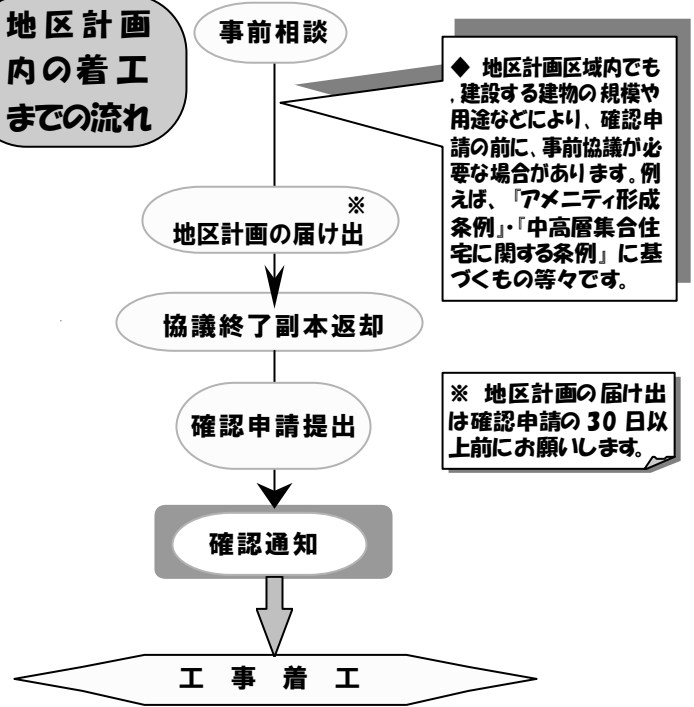 地区計画
内の着工
までの流れ
事前相談
◆ 地区計画区域内でも
,建設する建物の規模や
用途などにより、確認申
請の前に、事前協議が必
要な場合があります。例
えば、『アメニティ形成
条例』・『中高層集合住
宅に関する条例』に基
づくもの等々です。
※
地区計画の届け出
協議終了副本返却
確認申請提出
※ 地区計画の届け出
は確認申請の30日以
上前にお願いします。
確認通知
工事着工